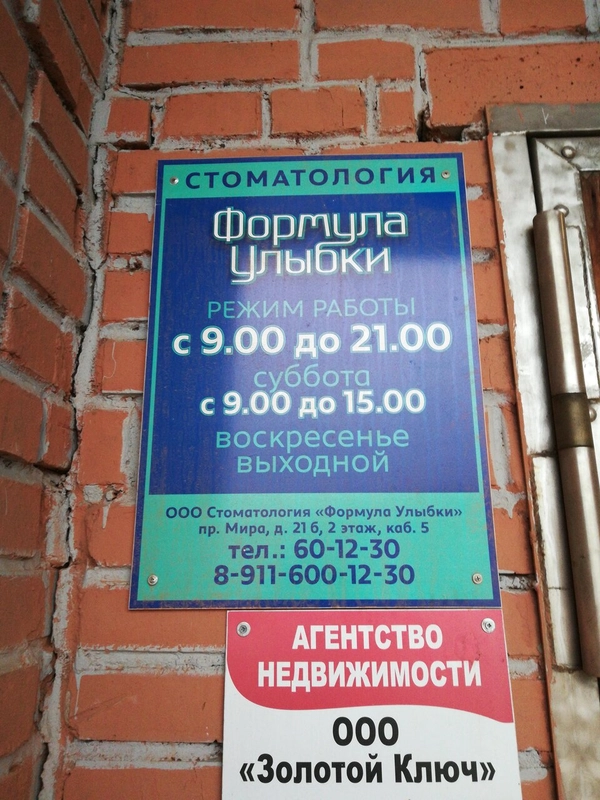 СТОМАТОЛОГИЯ
Формула
Улыбки
РЕЖИМ РАБОТЫ
с 9.00 до 21.00
суббота
с 9.00 до 15.00
воскресенье
выходной
ООО Стоматология «Формула Улыбки»
пр. Мира, д. 21 б, 2 этаж, каб. 5
тел.: 60-12-30
8-911-600-12-30
АГЕНТСТВО
НЕДВИЖИМОСТИ
ООО
«Золотой Ключ»